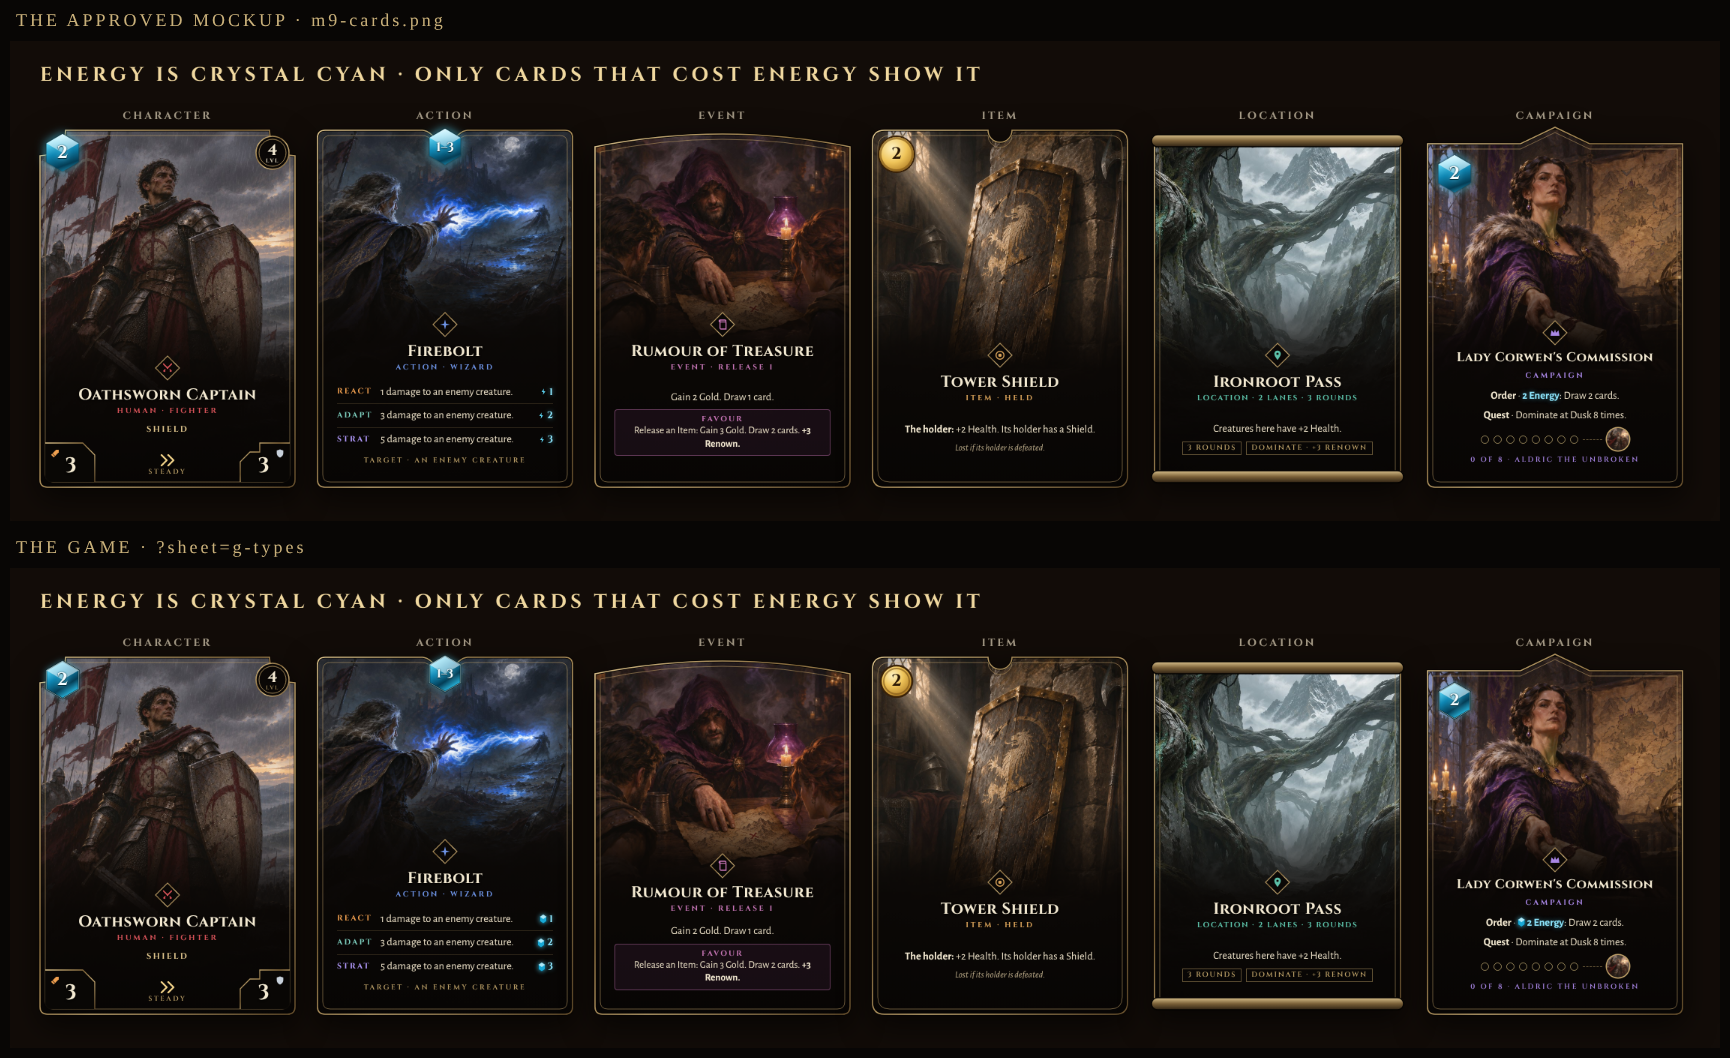 THE APPROVED MOCKUP · m9-cards.png
ENERGY IS CRYSTAL CYAN · ONLY CARDS THAT COST ENERGY SHOW IT
CHARACTER
2
4
LVL
OATHSWORN CAPTAIN
HUMAN · FIGHTER
SHIELD
3
STEADY
3
ACTION
1–3
FIREBOLT
ACTION · WIZARD
REACT 1 damage to an enemy creature. 1
ADAPT 3 damage to an enemy creature. 2
STRAT 5 damage to an enemy creature. 3
TARGET · AN ENEMY CREATURE
EVENT
RUMOUR OF TREASURE
EVENT · RELEASE 1
Gain 2 Gold. Draw 1 card.
FAVOUR
Release an Item: Gain 3 Gold. Draw 2 cards. +3
Renown.
ITEM
2
TOWER SHIELD
ITEM · HELD
The holder: +2 Health. Its holder has a Shield.
Lost if its holder is defeated.
LOCATION
IRONROOT PASS
LOCATION · 2 LANES · 3 ROUNDS
Creatures here have +2 Health.
3 ROUNDS DOMINATE · +3 RENOWN
CAMPAIGN
2
LADY CORWEN'S COMMISSION
CAMPAIGN
Order · 2 Energy: Draw 2 cards.
Quest · Dominate at Dusk 8 times.
0 OF 8 · ALDRIC THE UNBROKEN
THE GAME · ?sheet=g-types
ENERGY IS CRYSTAL CYAN · ONLY CARDS THAT COST ENERGY SHOW IT
CHARACTER
2
4
LVL
OATHSWORN CAPTAIN
HUMAN · FIGHTER
SHIELD
3
STEADY
3
ACTION
1–3
FIREBOLT
ACTION · WIZARD
REACT 1 damage to an enemy creature. 1
ADAPT 3 damage to an enemy creature. 2
STRAT 5 damage to an enemy creature. 3
TARGET · AN ENEMY CREATURE
EVENT
RUMOUR OF TREASURE
EVENT · RELEASE 1
Gain 2 Gold. Draw 1 card.
FAVOUR
Release an Item: Gain 3 Gold. Draw 2 cards. +3
Renown.
ITEM
2
TOWER SHIELD
ITEM · HELD
The holder: +2 Health. Its holder has a Shield.
Lost if its holder is defeated.
LOCATION
IRONROOT PASS
LOCATION · 2 LANES · 3 ROUNDS
Creatures here have +2 Health.
3 ROUNDS DOMINATE · +3 RENOWN
CAMPAIGN
2
LADY CORWEN'S COMMISSION
CAMPAIGN
Order · 2 Energy: Draw 2 cards.
Quest · Dominate at Dusk 8 times.
0 OF 8 · ALDRIC THE UNBROKEN